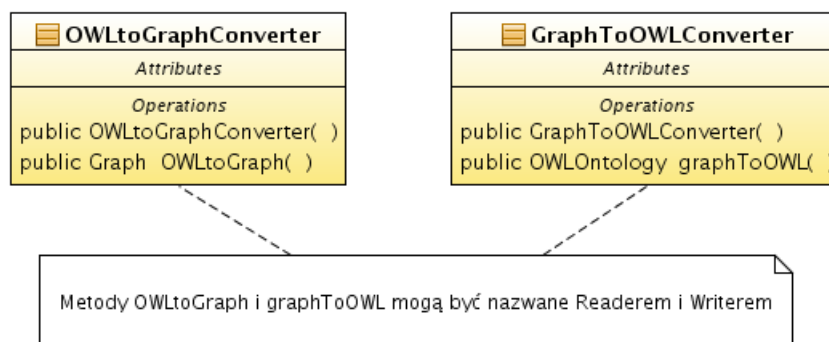 OWLtoGraphConverter
Attributes
Operations
public OWLtoGraphConverter( )
public Graph OWLtoGraph( )
GraphToOWLConverter
Attributes
Operations
public GraphToOWLConverter( )
public OWLOntology graphToOWL( )
Metody OWLtoGraph i graphToOWL mogą być nazwane Readerem i Writerem